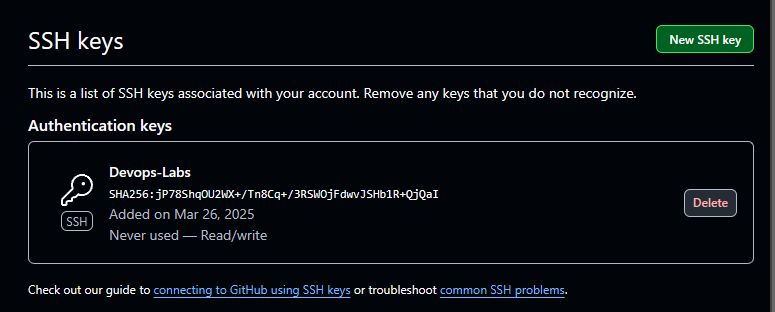 SSH keys
New SSH key
This is a list of SSH keys associated with your account. Remove any keys that you do not recognize.
Authentication keys
Devops-Labs
SHA256:jP78ShqOU2WX+/Tn8Cq+/3RSWOjFdwvJSHb1R+QjQaI
Added on Mar 26, 2025
Never used — Read/write
SSH
Delete
Check out our guide to connecting to GitHub using SSH keys or troubleshoot common SSH problems.